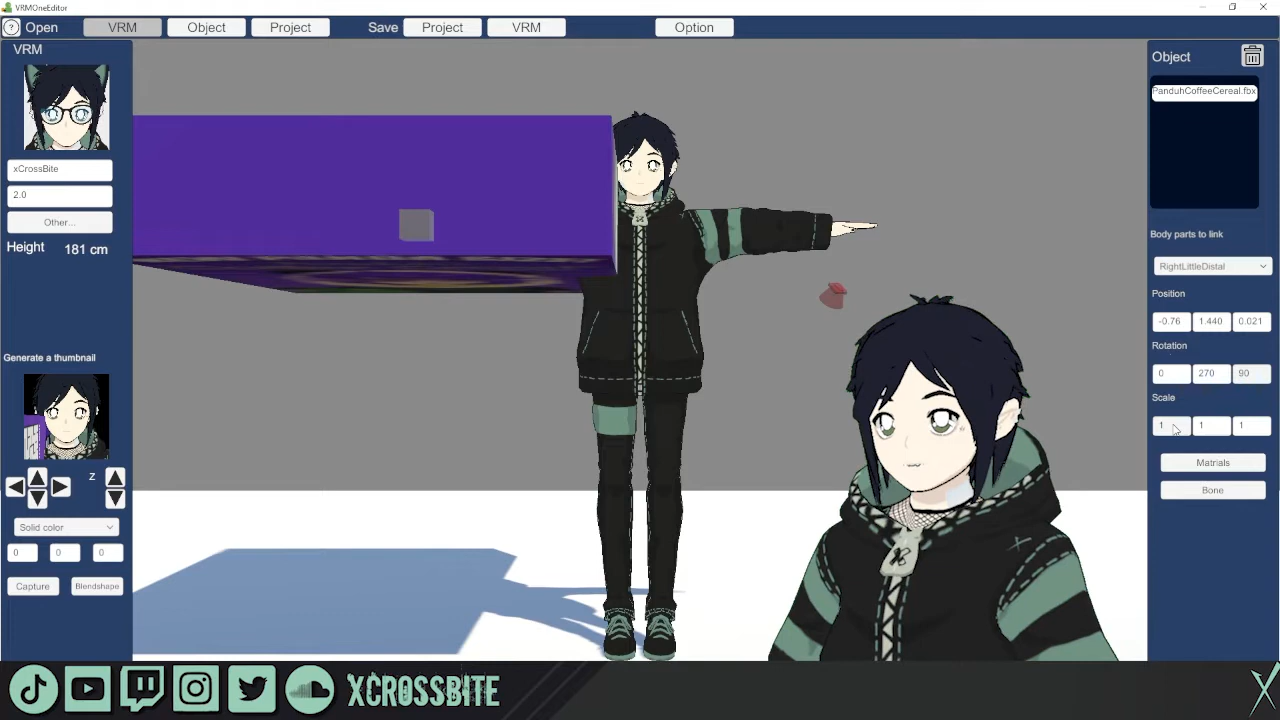 VRMOneEditor
? Open VRM Object Project Save Project VRM Option
VRM
xCrossBite
2.0
Other...
Height 181 cm
Generate a thumbnail
Z
Solid color
0 0 0
Capture Blendshape
Object
PanduhCoffeeCereal.fbx
Body parts to link
RightLittleDistal
Position
-0.76 1.440 0.021
Rotation
0 270 90
Scale
1 1 1
Matrials
Bone
XCROSSBITE
X